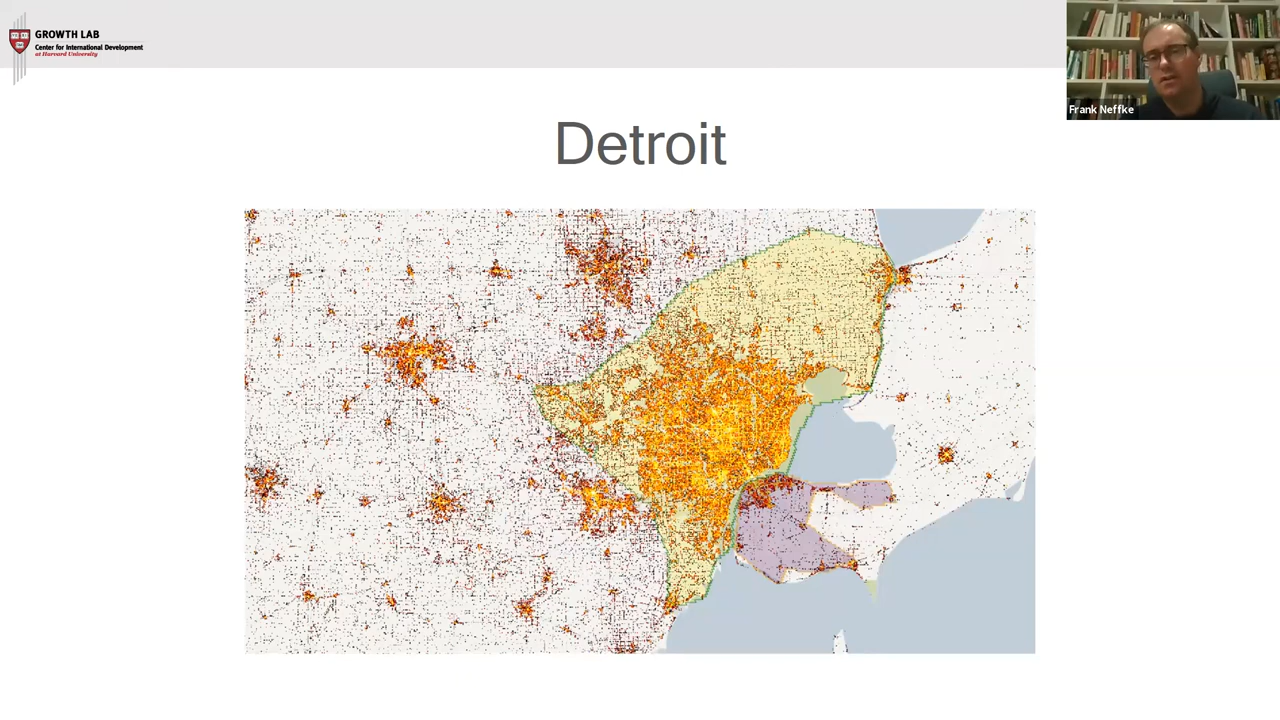 GROWTH LAB
Center for International Development
at Harvard University
Frank Neffke
Detroit